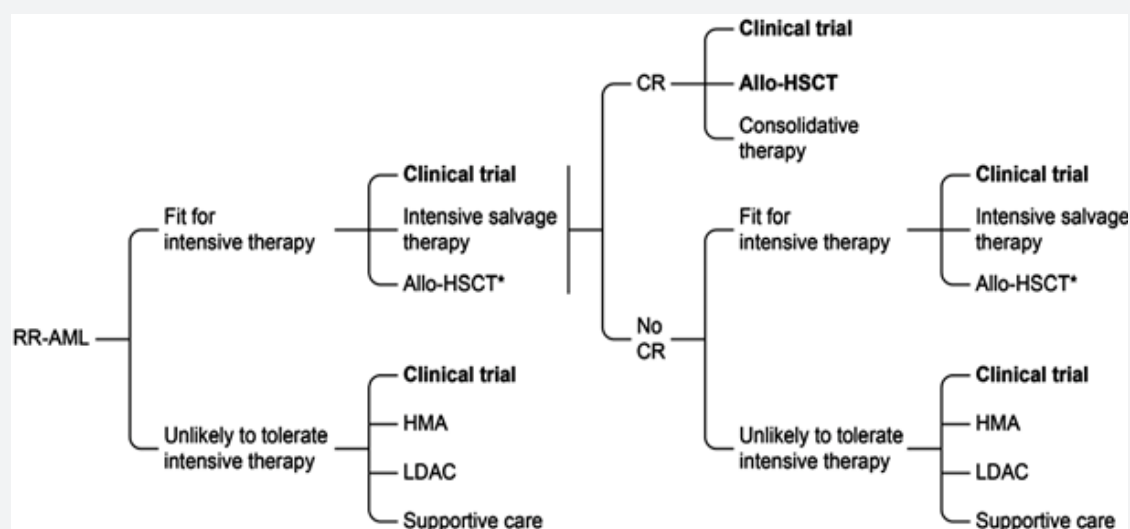 RR-AML
Fit for
intensive therapy
Clinical trial
Intensive salvage
therapy
Allo-HSCT*
Unlikely to tolerate
intensive therapy
Clinical trial
HMA
LDAC
Supportive care
CR
Clinical trial
Allo-HSCT
Consolidative
therapy
No
CR
Fit for
intensive therapy
Clinical trial
Intensive salvage
therapy
Allo-HSCT*
Unlikely to tolerate
intensive therapy
Clinical trial
HMA
LDAC
Supportive care